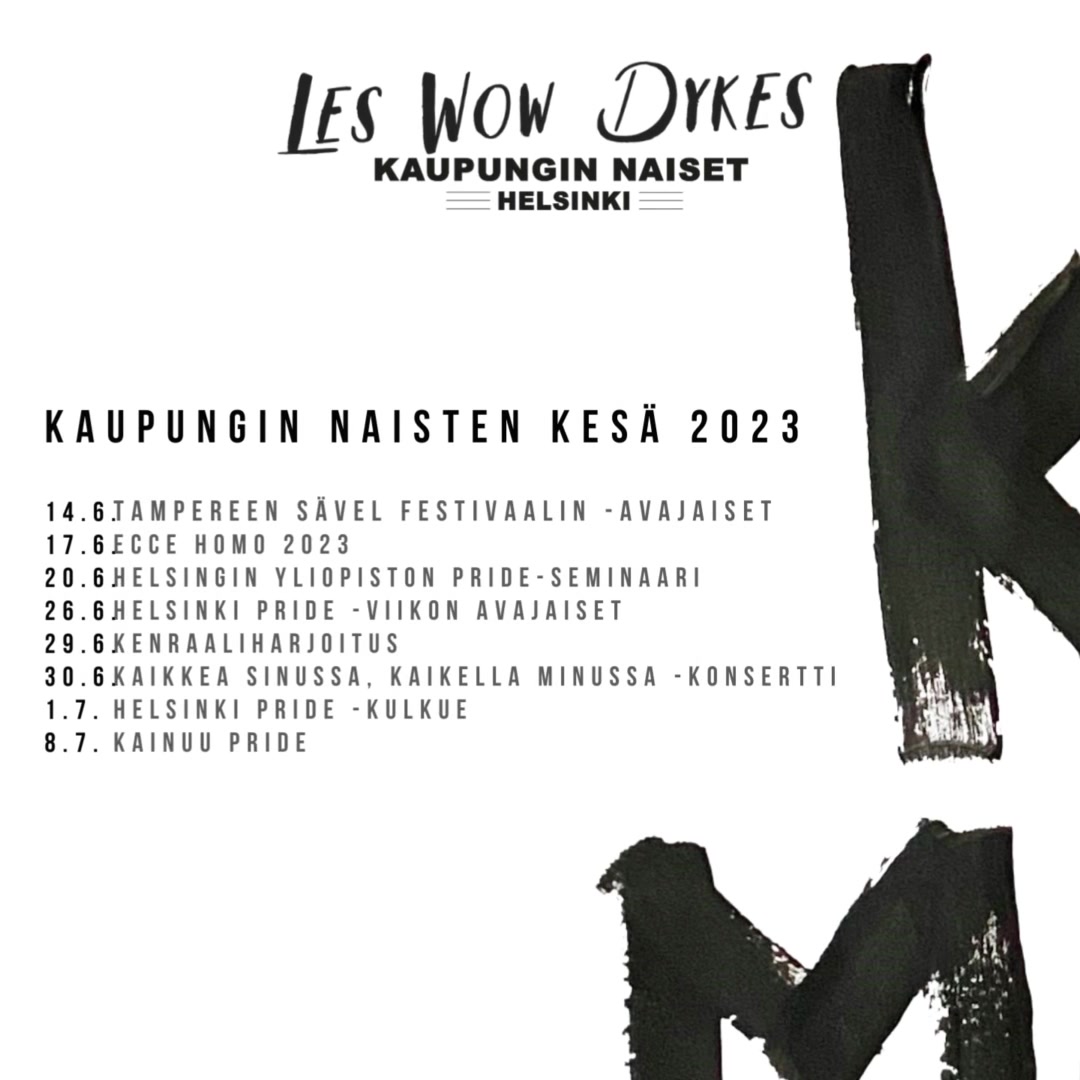 LES WOW DYKES
KAUPUNGIN NAISET
HELSINKI
KAUPUNGIN NAISTEN KESÄ 2023
14.6. TAMPEREEN SÄVEL FESTIVAALIN -AVAJAISET
17.6. ECCE HOMO 2023
20.6. HELSINGIN YLIOPISTON PRIDE-SEMINAARI
26.6. HELSINKI PRIDE -VIIKON AVAJAISET
29.6. KENRAALIHARJOITUS
30.6. KAIKKEA SINUSSA, KAIKELLA MINUSSA -KONSERTTI
1.7. HELSINKI PRIDE -KULKUE
8.7. KAINUU PRIDE
K
M